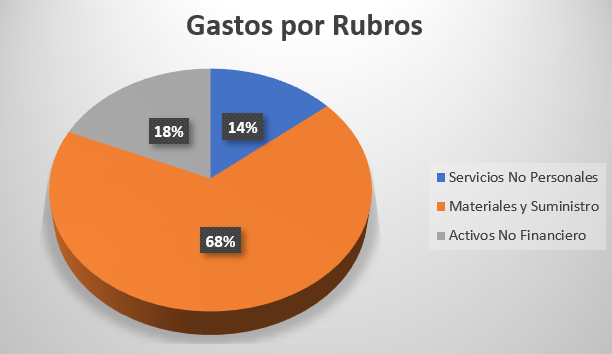 Gastos por Rubros
18%
14%
68%
Servicios No Personales
Materiales y Suministro
Activos No Financiero